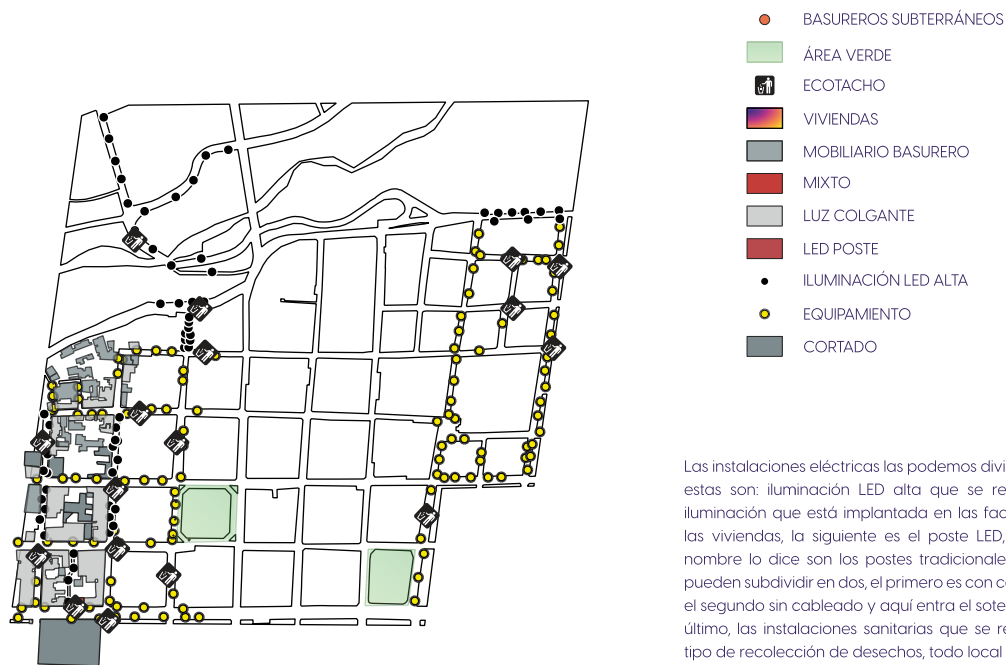 BASUREROS SUBTERRÁNEOS
ÁREA VERDE
ECOTACHO
VIVIENDAS
MOBILIARIO BASURERO
MIXTO
LUZ COLGANTE
LED POSTE
ILUMINACIÓN LED ALTA
EQUIPAMIENTO
CORTADO
Las instalaciones eléctricas las podemos divi
estas son: iluminación LED alta que se re
iluminación que está implantada en las fac
las viviendas, la siguiente es el poste LED,
nombre lo dice son los postes tradicionale
pueden subdividir en dos, el primero es con c
el segundo sin cableado y aquí entra el sote
último, las instalaciones sanitarias que se re
tipo de recolección de desechos, todo local